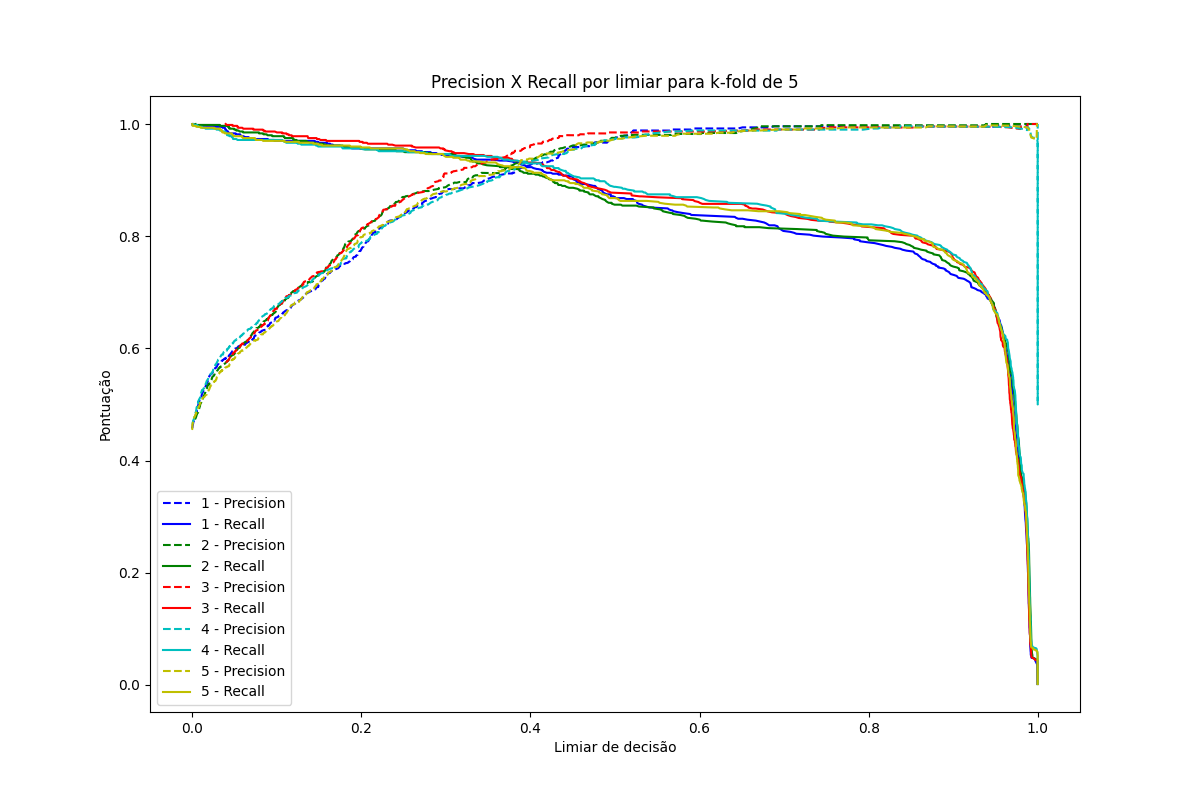 Precision X Recall por limiar para k-fold de 5
Pontuação
1.0
0.8
0.6
0.4
0.2
0.0
1 - Precision
1 - Recall
2 - Precision
2 - Recall
3 - Precision
3 - Recall
4 - Precision
4 - Recall
5 - Precision
5 - Recall
0.0 0.2 0.4 0.6 0.8 1.0
Limiar de decisão